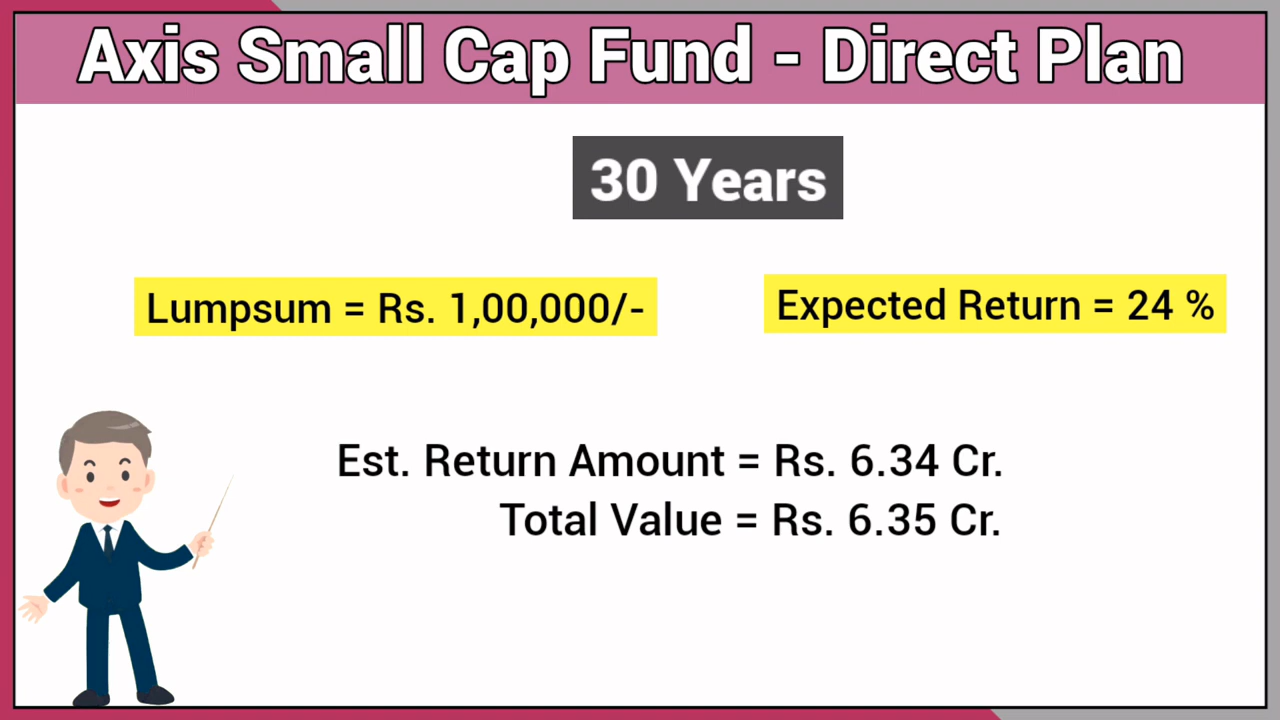 Axis Small Cap Fund - Direct Plan
30 Years
Lumpsum = Rs. 1,00,000/-
Expected Return = 24 %
Est. Return Amount = Rs. 6.34 Cr.
Total Value = Rs. 6.35 Cr.